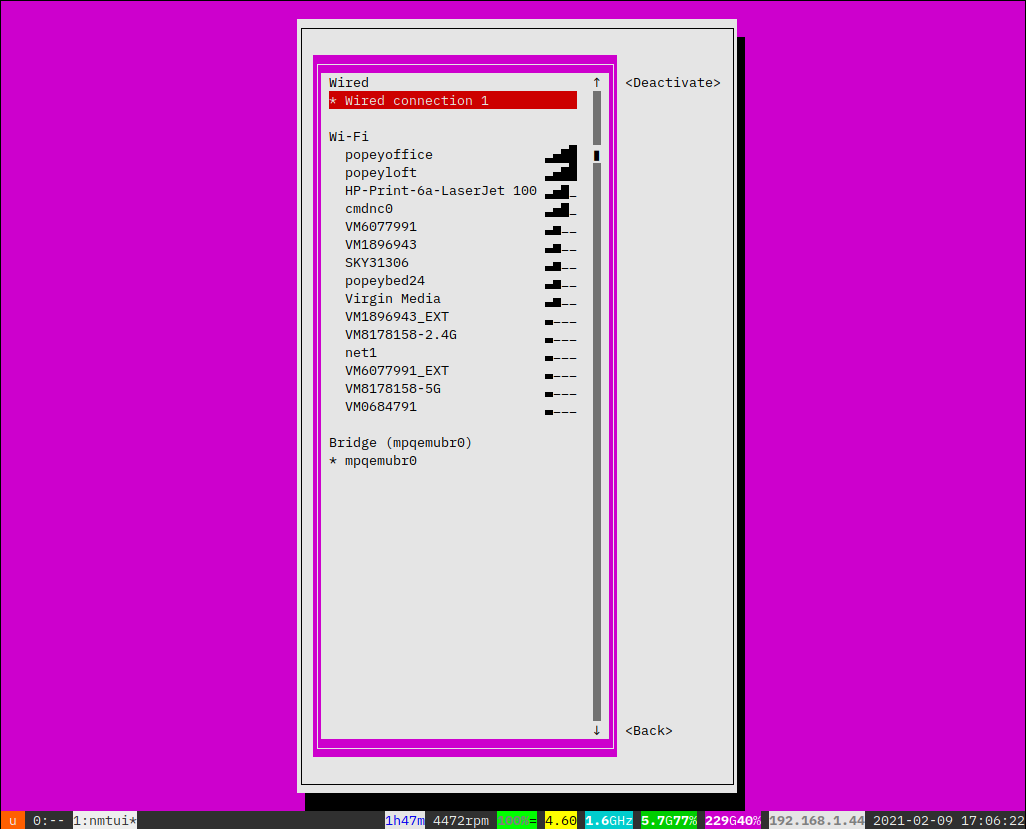 Wired ↑ <Deactivate>
* Wired connection 1
Wi-Fi
popeyoffice
popeyloft
HP-Print-6a-LaserJet 100
cmdnc0
VM6077991
VM1896943
SKY31306
popeybed24
Virgin Media
VM1896943_EXT
VM8178158-2.4G
net1
VM6077991_EXT
VM8178158-5G
VM0684791
Bridge (mpqemubr0)
* mpqemubr0
↓ <Back>
u 0:-- 1:nmtui* 1h47m 4472rpm 100%= 4.60 1.6GHz 5.7G77% 229G40% 192.168.1.44 2021-02-09 17:06:22